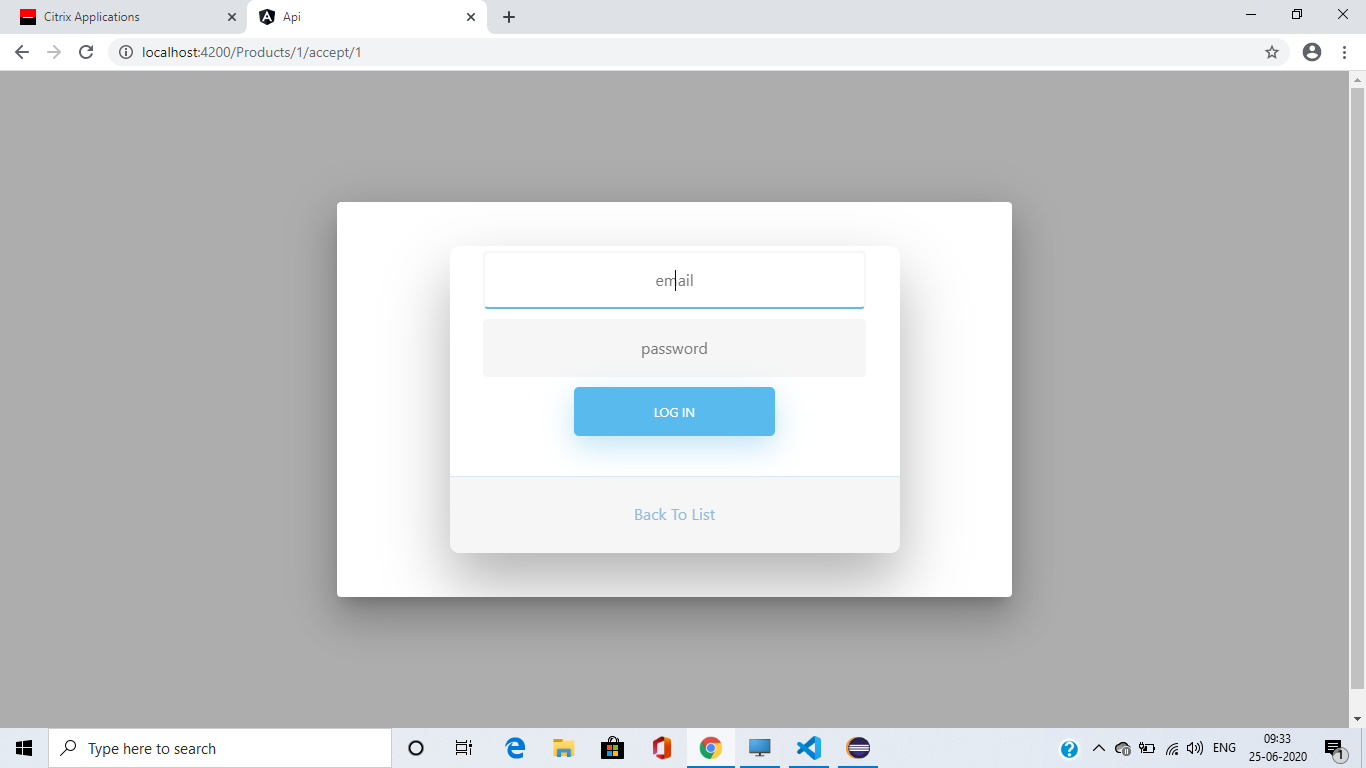 Citrix Applications
Api
localhost:4200/Products/1/accept/1
email
password
LOG IN
Back To List
Type here to search
ENG
09:33
25-06-2020
1